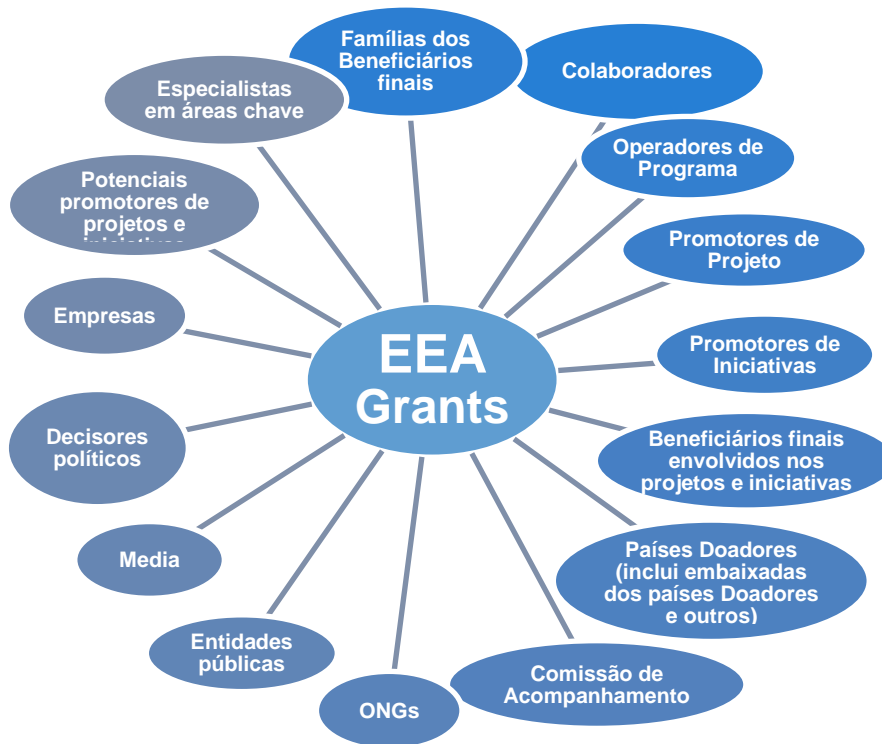 EEA
Grants
Famílias dos
Beneficiários
finais
Colaboradores
Operadores de
Programa
Promotores de
Projeto
Promotores de
Iniciativas
Beneficiários finais
envolvidos nos
projetos e iniciativas
Países Doadores
(inclui embaixadas
dos países Doadores
e outros)
Comissão de
Acompanhamento
ONGs
Entidades
públicas
Media
Decisores
políticos
Empresas
Potenciais
promotores de
projetos e
iniciativas
Especialistas
em áreas chave